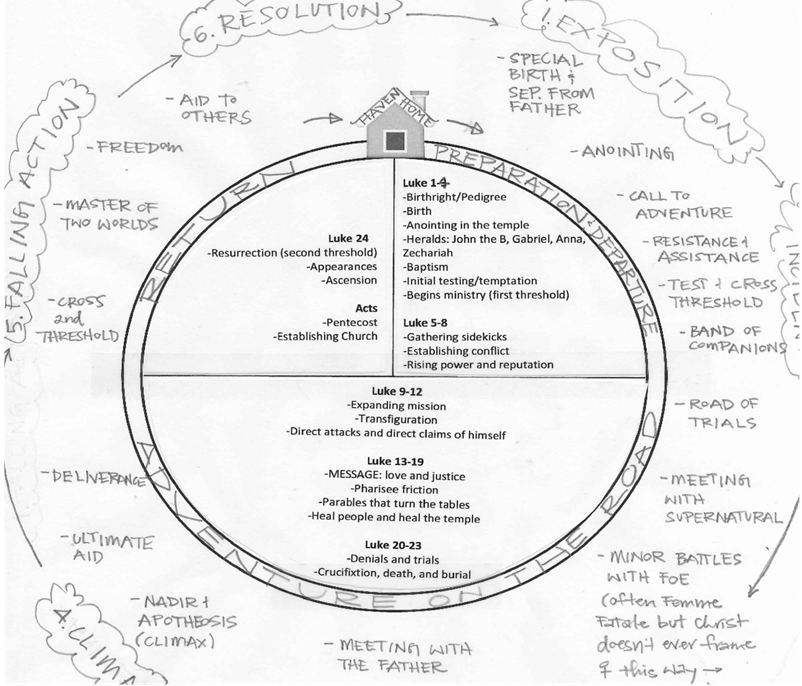 6. RESOLUTION
1. EXPOSITION
- SPECIAL
BIRTH &
SEP. FROM
FATHER
- AID TO
OTHERS
HAVEN HOME
- FREEDOM
- ANOINTING
RETURN
PREPARATION & DEPARTURE
5. FALLING ACTION
- MASTER OF
TWO WORLDS
- CALL TO
ADVENTURE
- RESISTANCE &
ASSISTANCE
- TEST & CROSS
THRESHOLD
- BAND OF
COMPANIONS
- CROSS
2nd
THRESHOLD
Luke 24
-Resurrection (second threshold)
-Appearances
-Ascension
Acts
-Pentecost
-Establishing Church
Luke 1-4
-Birthright/Pedigree
-Birth
-Anointing in the temple
-Heralds: John the B, Gabriel, Anna,
Zechariah
-Baptism
-Initial testing/temptation
-Begins ministry (first threshold)
Luke 5-8
-Gathering sidekicks
-Establishing conflict
-Rising power and reputation
Luke 9-12
-Expanding mission
-Transfiguration
-Direct attacks and direct claims of himself
Luke 13-19
-MESSAGE: love and justice
-Pharisee friction
-Parables that turn the tables
-Heal people and heal the temple
Luke 20-23
-Denials and trials
-Crucifixtion, death, and burial
ADVENTURE ON THE ROAD
- ROAD OF
TRIALS
- MEETING
WITH
SUPERNATURAL
- MINOR BATTLES
WITH FOE
(often Femme
Fatale but Christ
doesn't ever frame
♀ this way →
- DELIVERANCE
- ULTIMATE
AID
- NADIR &
APOTHEOSIS
(CLIMAX)
- MEETING WITH
THE FATHER
4. CLIMA